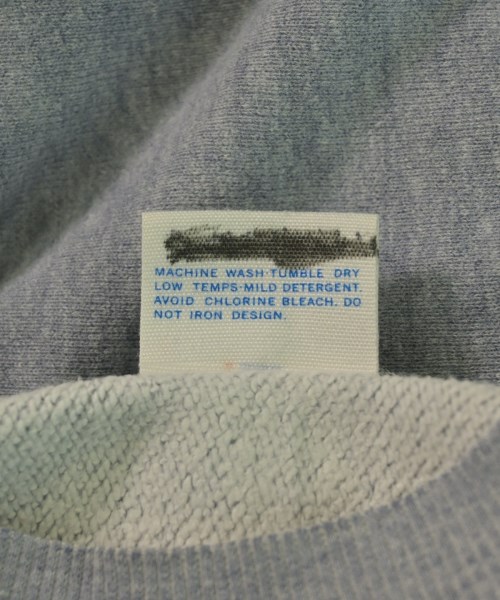 MACHINE WASH·TUMBLE DRY
LOW TEMPS·MILD DETERGENT.
AVOID CHLORINE BLEACH. DO
NOT IRON DESIGN.